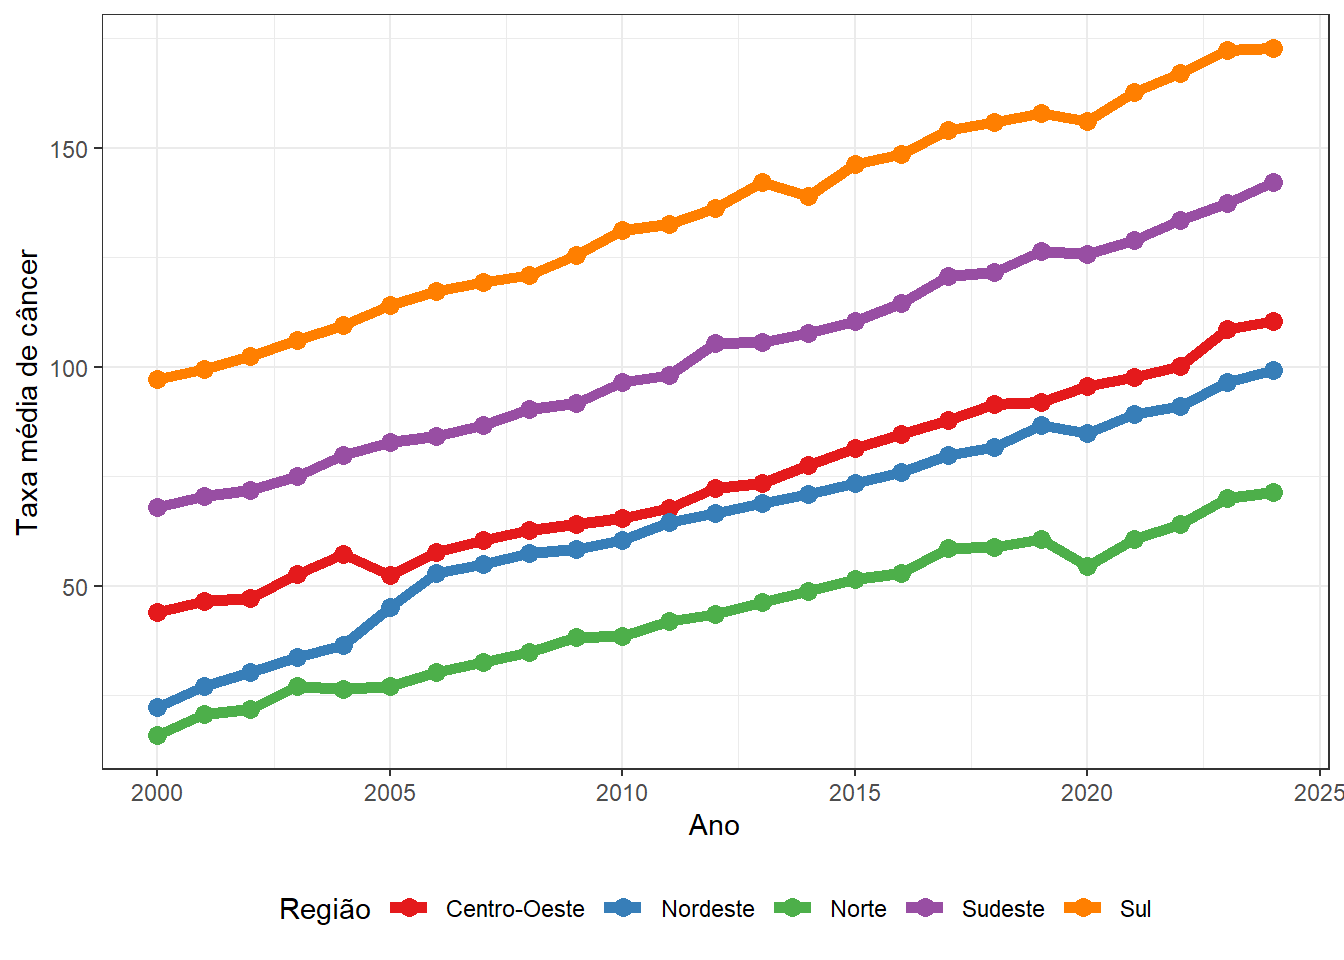 150
100
50
Taxa média de câncer
2000 2005 2010 2015 2020 2025
Ano
Região Centro-Oeste Nordeste Norte Sudeste Sul